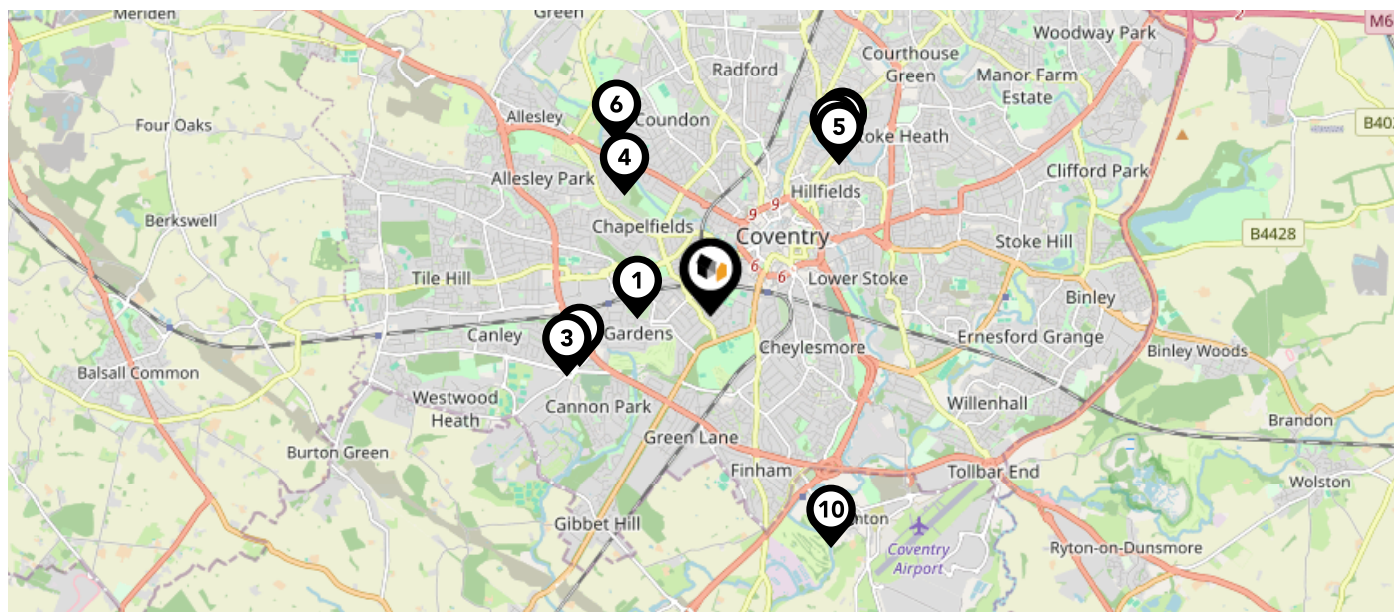 Meriden
Green
2
M6
Woodway Park
Courthouse
Green
Radford
Manor Farm
Estate
6
Allesley
Coundon
Four Oaks
5
toke Heath
4
Allesley Park
Clifford Park
Hillfields
9
9
Berkswell
Chapelfields
Coventry
Stoke Hill
B4428
6
6
Tile Hill
1
Lower Stoke
Binley
Canley
3
Gardens
Cheylesmore
Ernesford Grange
Binley Woods
Balsall Common
Westwood
Heath
Cannon Park
Willenhall
Brandon
Green Lane
Burton Green
Finham
Tollbar End
Wolston
10
nton
Gibbet Hill
Coventry
Airport
Ryton-on-Dunsmore